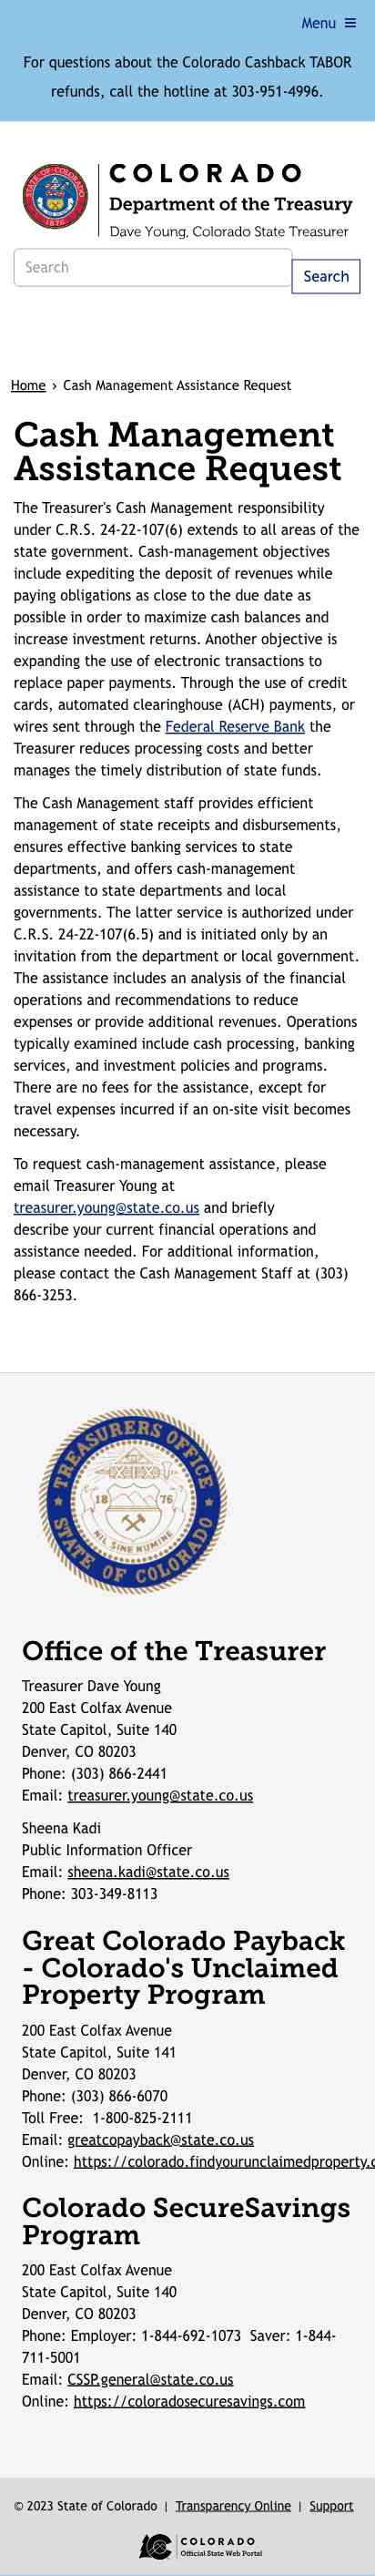 Menu ≡
For questions about the Colorado Cashback TABOR
refunds, call the hotline at 303-951-4996.
STATE OF COLORADO
1876
COLORADO
Department of the Treasury
Dave Young, Colorado State Treasurer
Search
Search
Home › Cash Management Assistance Request
Cash Management
Assistance Request
The Treasurer's Cash Management responsibility
under C.R.S. 24-22-107(6) extends to all areas of the
state government. Cash-management objectives
include expediting the deposit of revenues while
paying obligations as close to the due date as
possible in order to maximize cash balances and
increase investment returns. Another objective is
expanding the use of electronic transactions to
replace paper payments. Through the use of credit
cards, automated clearinghouse (ACH) payments, or
wires sent through the Federal Reserve Bank the
Treasurer reduces processing costs and better
manages the timely distribution of state funds.
The Cash Management staff provides efficient
management of state receipts and disbursements,
ensures effective banking services to state
departments, and offers cash-management
assistance to state departments and local
governments. The latter service is authorized under
C.R.S. 24-22-107(6.5) and is initiated only by an
invitation from the department or local government.
The assistance includes an analysis of the financial
operations and recommendations to reduce
expenses or provide additional revenues. Operations
typically examined include cash processing, banking
services, and investment policies and programs.
There are no fees for the assistance, except for
travel expenses incurred if an on-site visit becomes
necessary.
To request cash-management assistance, please
email Treasurer Young at
treasurer.young@state.co.us and briefly
describe your current financial operations and
assistance needed. For additional information,
please contact the Cash Management Staff at (303)
866-3253.
TREASURERS OFFICE
18 76
NIL SINE NUMINE
STATE OF COLORADO
Office of the Treasurer
Treasurer Dave Young
200 East Colfax Avenue
State Capitol, Suite 140
Denver, CO 80203
Phone: (303) 866-2441
Email: treasurer.young@state.co.us
Sheena Kadi
Public Information Officer
Email: sheena.kadi@state.co.us
Phone: 303-349-8113
Great Colorado Payback
- Colorado's Unclaimed
Property Program
200 East Colfax Avenue
State Capitol, Suite 141
Denver, CO 80203
Phone: (303) 866-6070
Toll Free: 1-800-825-2111
Email: greatcopayback@state.co.us
Online: https://colorado.findyourunclaimedproperty.c
Colorado SecureSavings
Program
200 East Colfax Avenue
State Capitol, Suite 140
Denver, CO 80203
Phone: Employer: 1-844-692-1073 Saver: 1-844-
711-5001
Email: CSSP.general@state.co.us
Online: https://coloradosecuresavings.com
© 2023 State of Colorado | Transparency Online | Support
COLORADO
Official State Web Portal